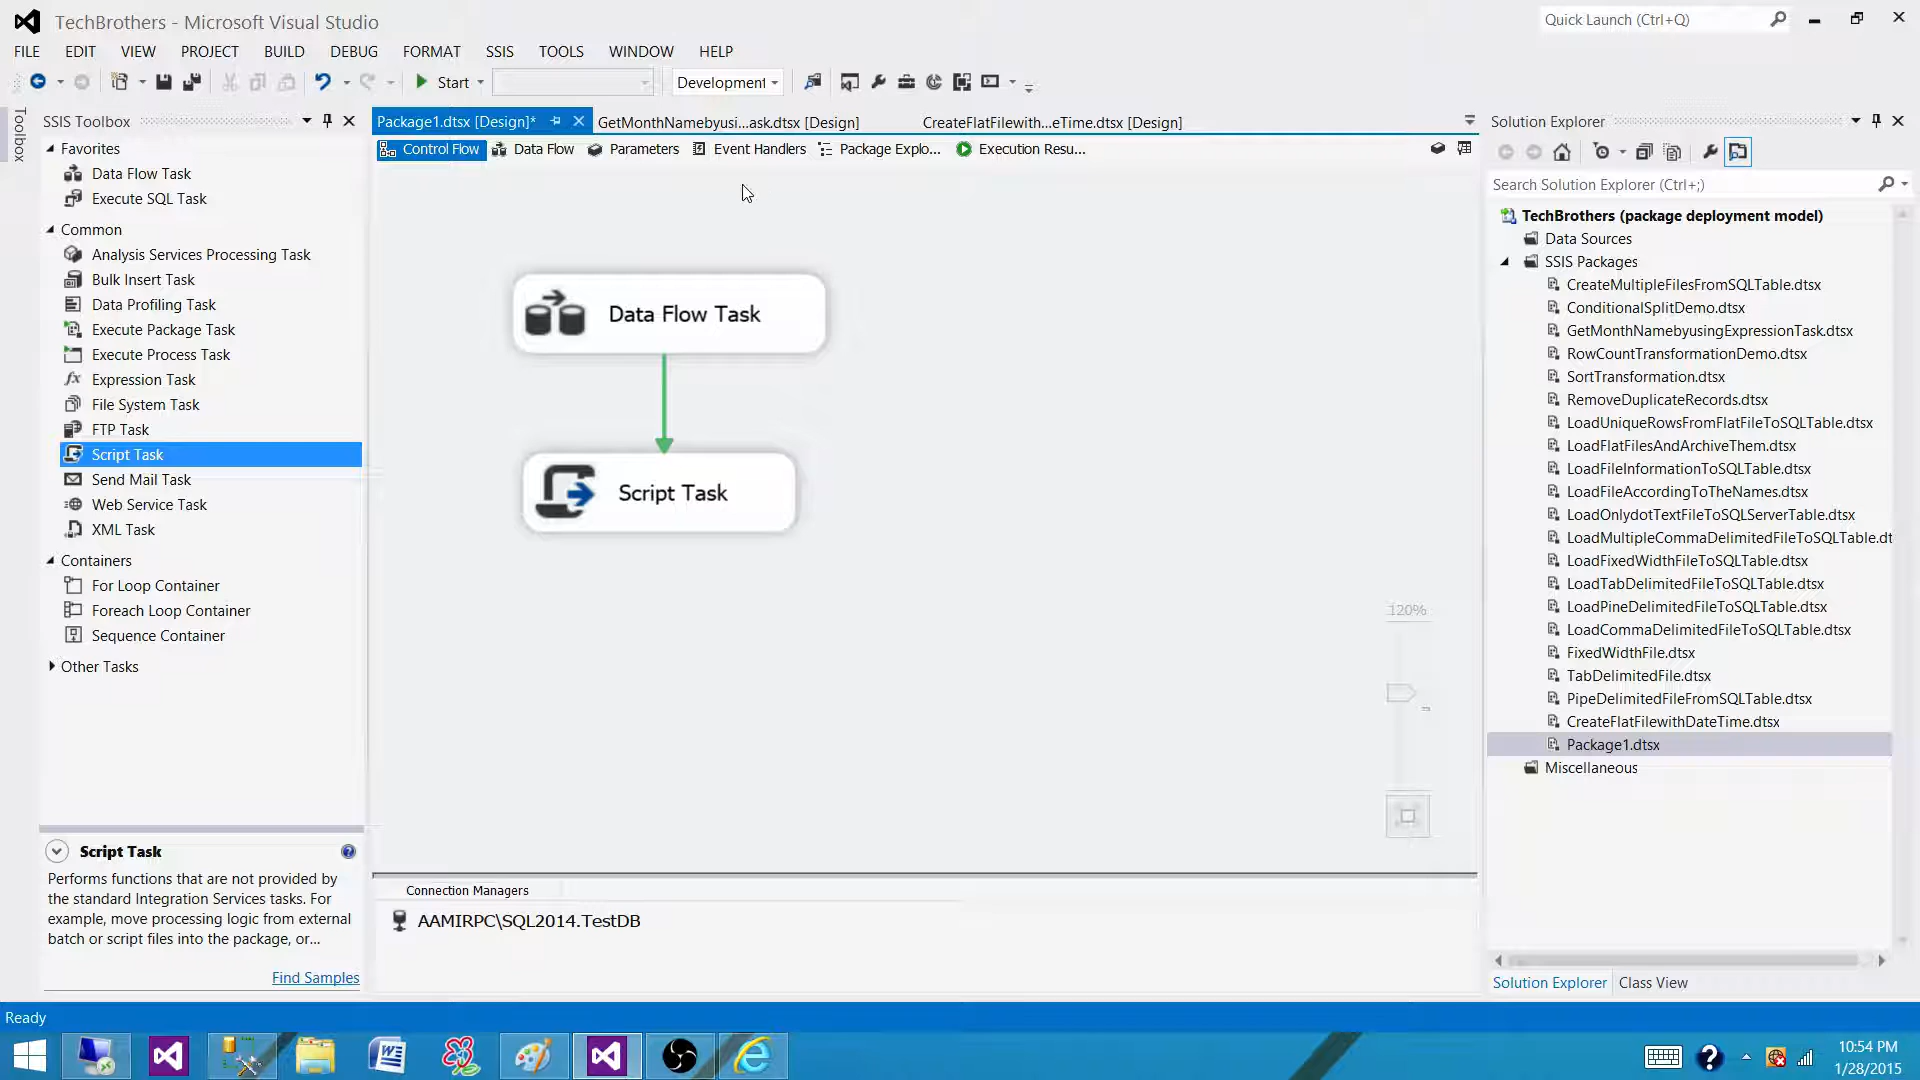 TechBrothers - Microsoft Visual Studio
Quick Launch (Ctrl+Q)
FILE EDIT VIEW PROJECT BUILD DEBUG FORMAT SSIS TOOLS WINDOW HELP
Start Development
Toolbox
SSIS Toolbox
Favorites
Data Flow Task
Execute SQL Task
Common
Analysis Services Processing Task
Bulk Insert Task
Data Profiling Task
Execute Package Task
Execute Process Task
Expression Task
File System Task
FTP Task
Script Task
Send Mail Task
Web Service Task
XML Task
Containers
For Loop Container
Foreach Loop Container
Sequence Container
Other Tasks
Script Task
Performs functions that are not provided by
the standard Integration Services tasks. For
example, move processing logic from external
batch or script files into the package, or...
Find Samples
Package1.dtsx [Design]* GetMonthNamebyusi...ask.dtsx [Design] CreateFlatFilewith...eTime.dtsx [Design]
Control Flow Data Flow Parameters Event Handlers Package Explo... Execution Resu...
Data Flow Task
Script Task
120%
Connection Managers
AAMIRPC\SQL2014.TestDB
Solution Explorer
Search Solution Explorer (Ctrl+;)
TechBrothers (package deployment model)
Data Sources
SSIS Packages
CreateMultipleFilesFromSQLTable.dtsx
ConditionalSplitDemo.dtsx
GetMonthNamebyusingExpressionTask.dtsx
RowCountTransformationDemo.dtsx
SortTransformation.dtsx
RemoveDuplicateRecords.dtsx
LoadUniqueRowsFromFlatFileToSQLTable.dtsx
LoadFlatFilesAndArchiveThem.dtsx
LoadFileInformationToSQLTable.dtsx
LoadFileAccordingToTheNames.dtsx
LoadOnlydotTextFileToSQLServerTable.dtsx
LoadMultipleCommaDelimitedFileToSQLTable.dt
LoadFixedWidthFileToSQLTable.dtsx
LoadTabDelimitedFileToSQLTable.dtsx
LoadPineDelimitedFileToSQLTable.dtsx
LoadCommaDelimitedFileToSQLTable.dtsx
FixedWidthFile.dtsx
TabDelimitedFile.dtsx
PipeDelimitedFileFromSQLTable.dtsx
CreateFlatFilewithDateTime.dtsx
Package1.dtsx
Miscellaneous
Solution Explorer Class View
Ready
10:54 PM
1/28/2015